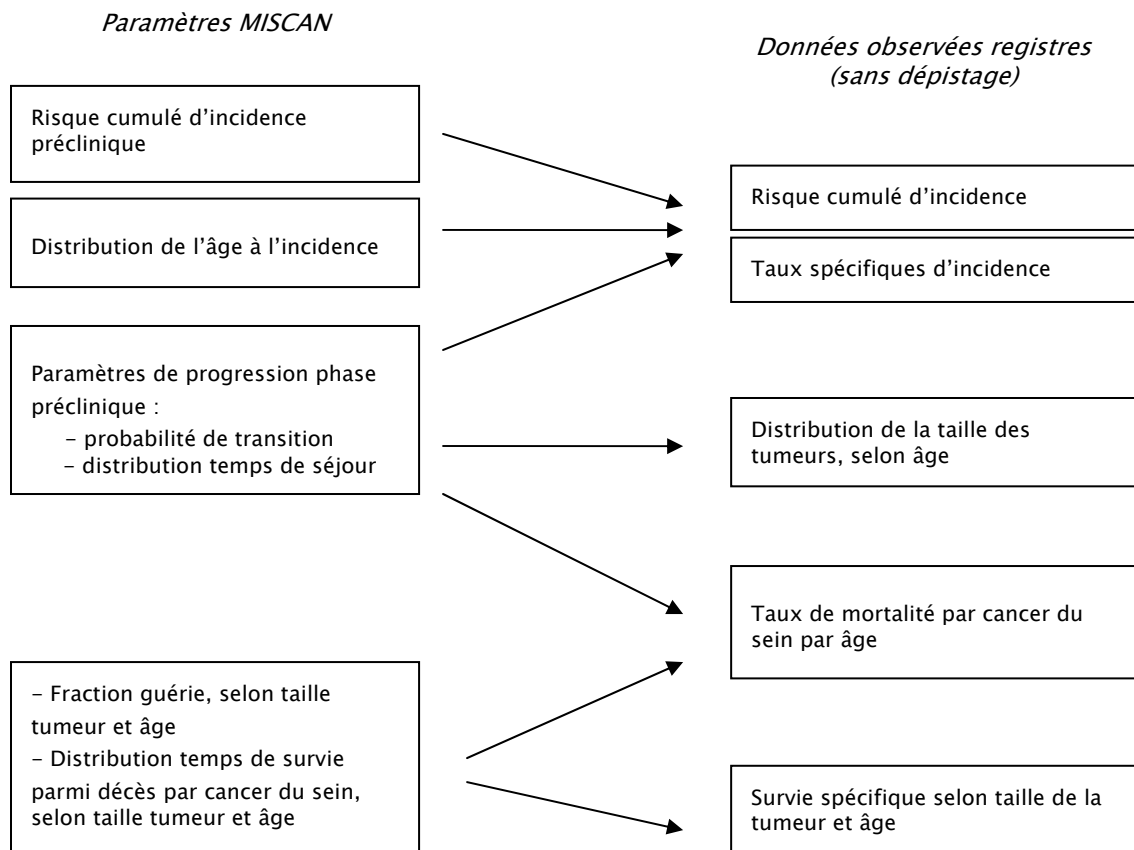 Paramètres MISCAN
Risque cumulé d’incidence
préclinique
Distribution de l’âge à l’incidence
Paramètres de progression phase
préclinique :
– probabilité de transition
– distribution temps de séjour
– Fraction guérie, selon taille
tumeur et âge
– Distribution temps de survie
parmi décès par cancer du sein,
selon taille tumeur et âge
Données observées registres
(sans dépistage)
Risque cumulé d’incidence
Taux spécifiques d’incidence
Distribution de la taille des
tumeurs, selon âge
Taux de mortalité par cancer du
sein par âge
Survie spécifique selon taille de la
tumeur et âge